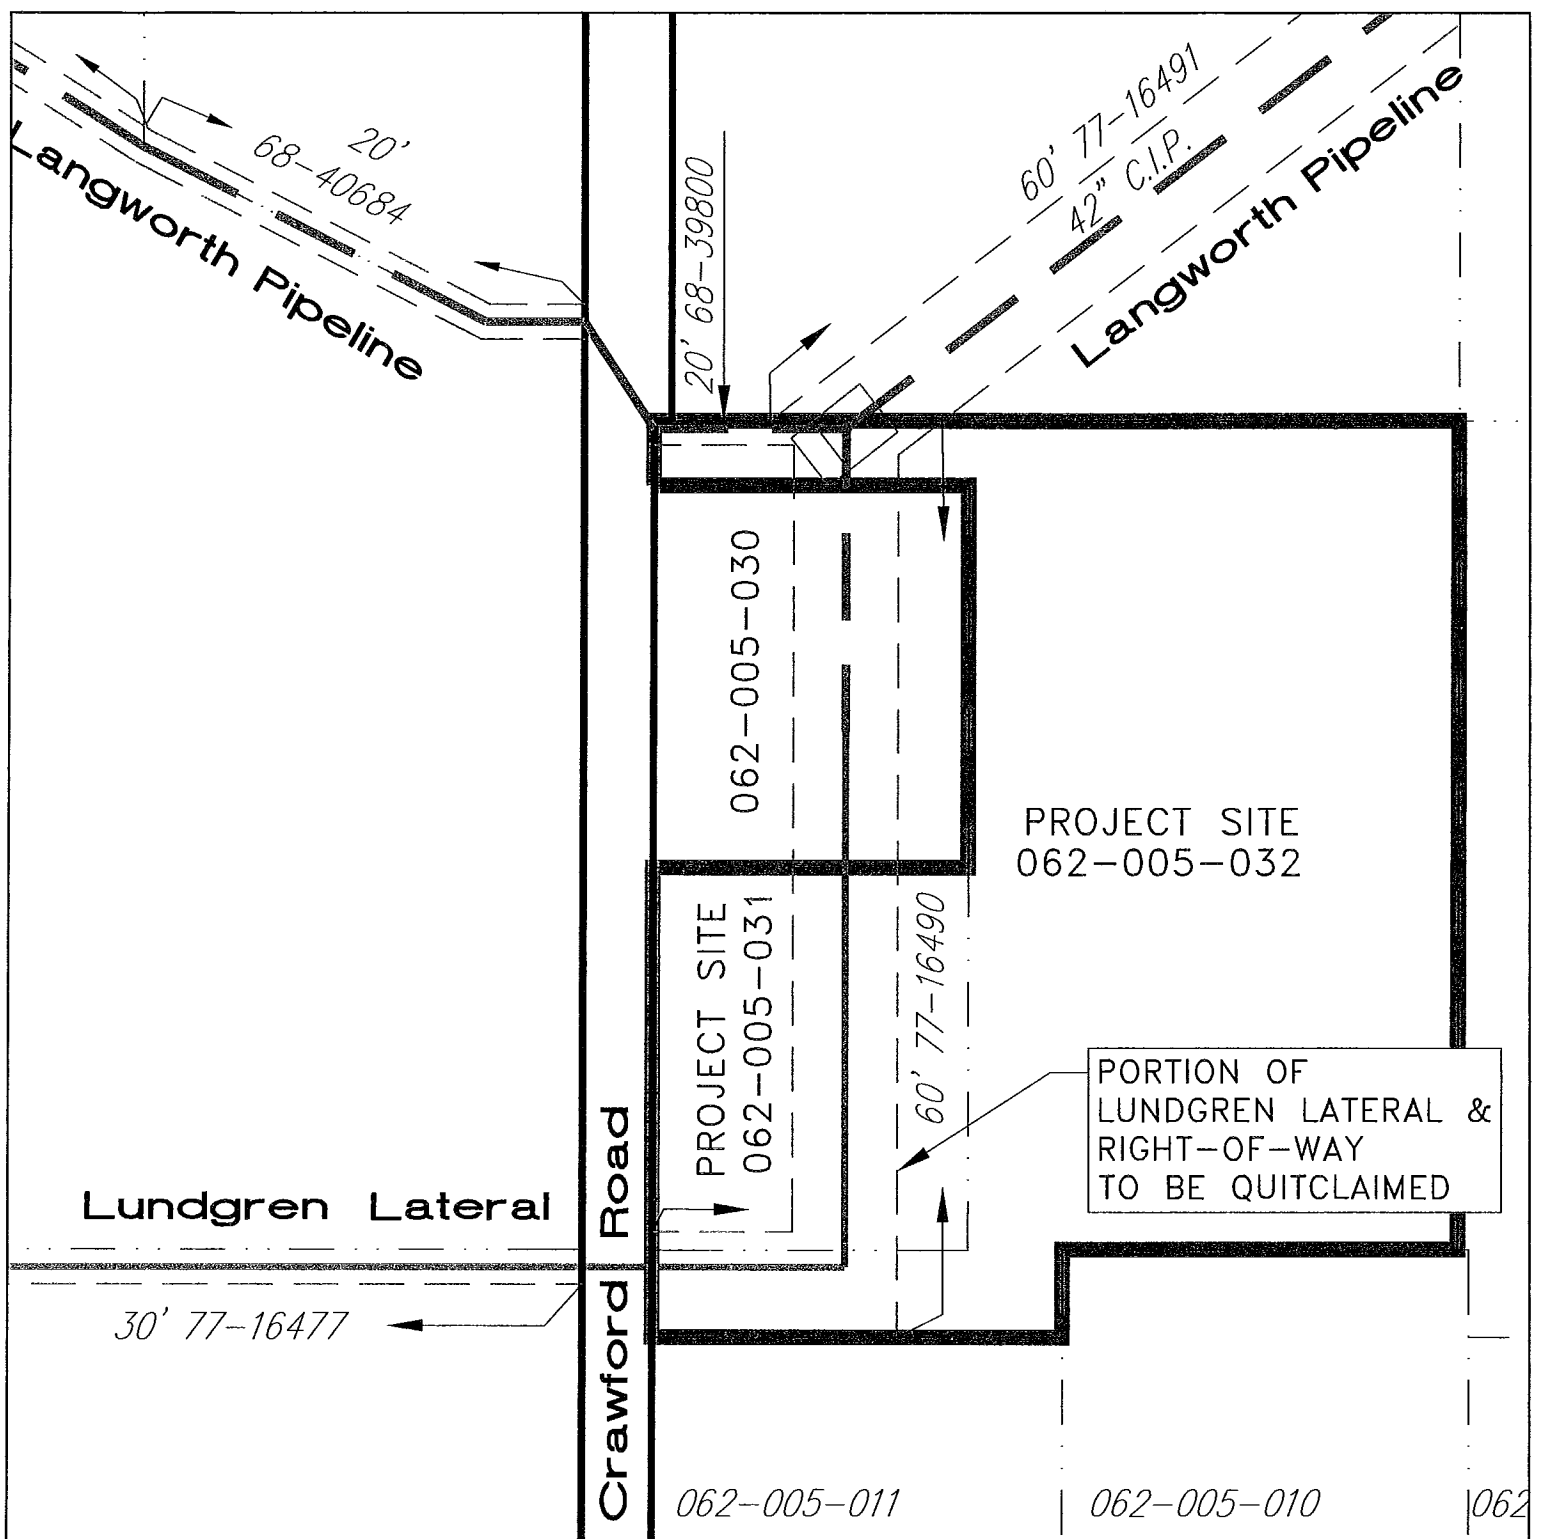 20'
68-40684
Langworth Pipeline
20' 68-39800
60' 77-16491
42" C.I.P.
Langworth Pipeline
062-005-030
PROJECT SITE
062-005-032
PROJECT SITE
062-005-031
60' 77-16490
PORTION OF
LUNDGREN LATERAL &
RIGHT-OF-WAY
TO BE QUITCLAIMED
Lundgren Lateral
30' 77-16477
Crawford Road
062-005-011
062-005-010
062